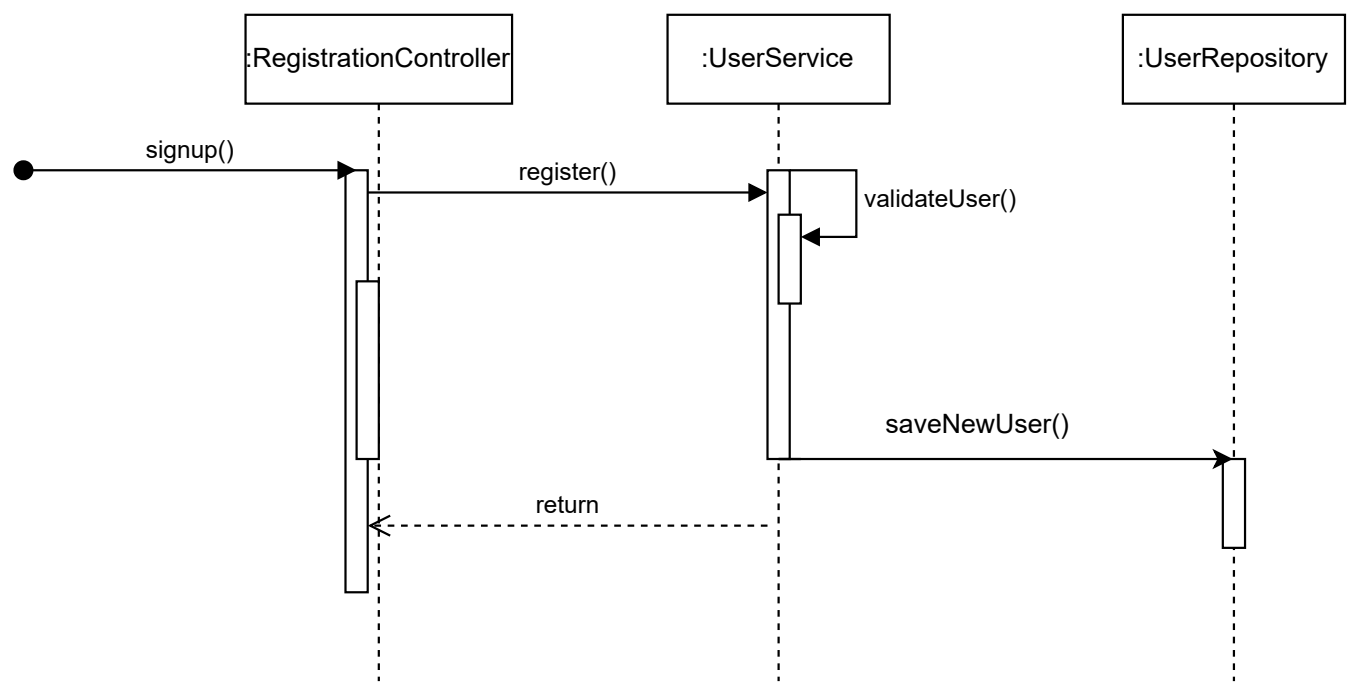 :RegistrationController
:UserService
:UserRepository
signup()
register()
validateUser()
saveNewUser()
return